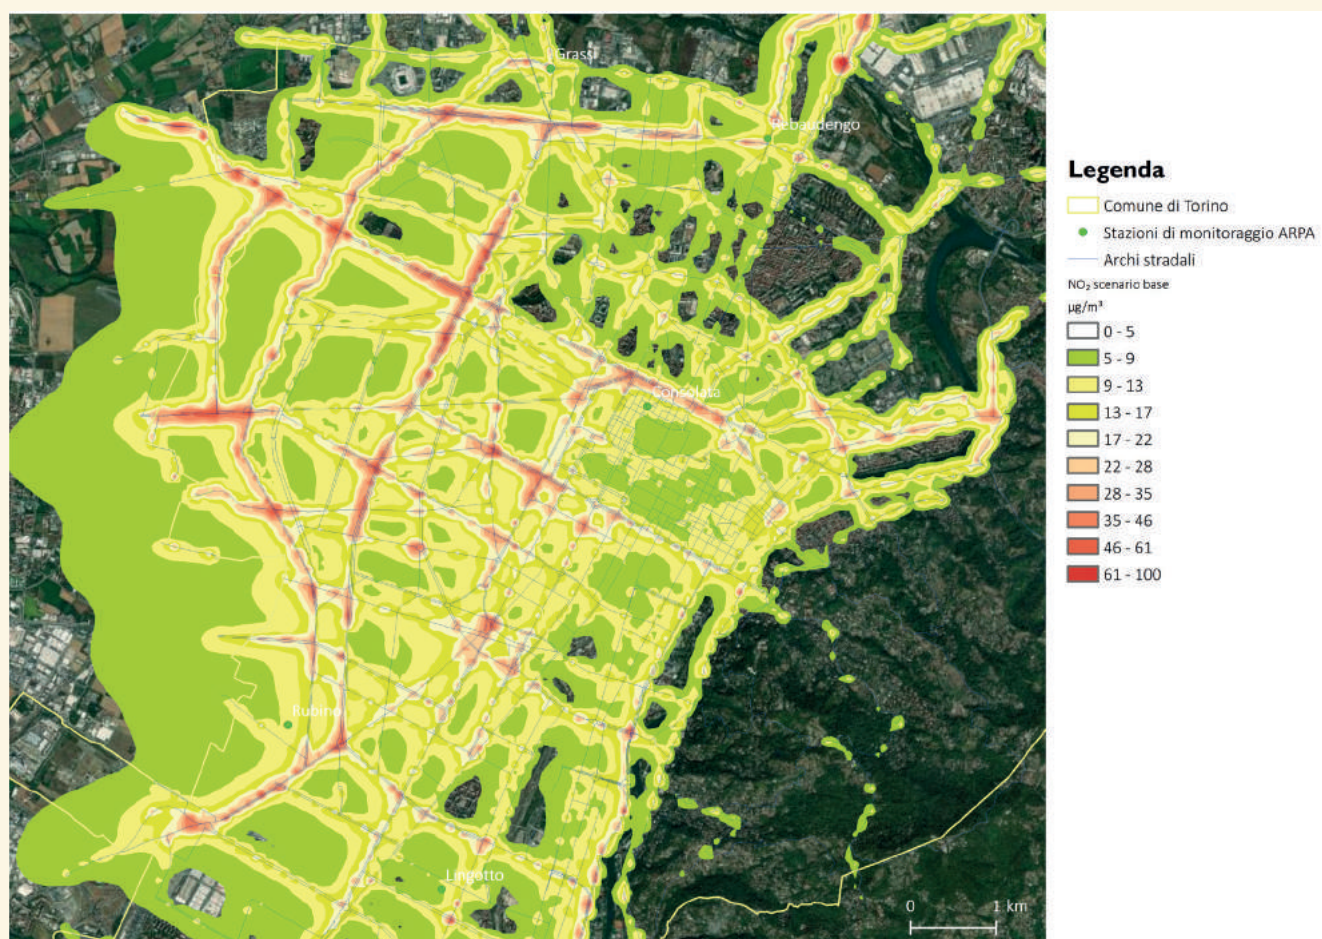 Grassi
Rebaudengo
Consolata
Rubino
Lingotto
0 1 km
Legenda
Comune di Torino
Stazioni di monitoraggio ARPA
Archi stradali
NO₂ scenario base
µg/m³
0 - 5
5 - 9
9 - 13
13 - 17
17 - 22
22 - 28
28 - 35
35 - 46
46 - 61
61 - 100